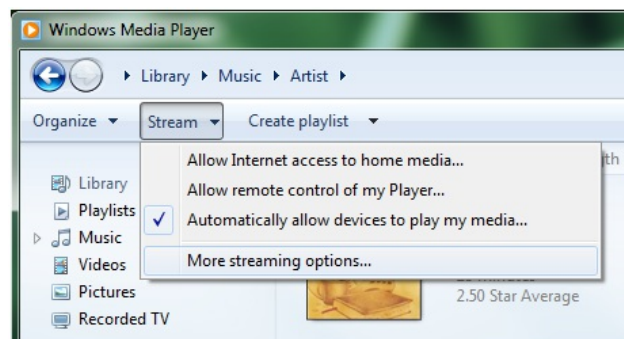 Windows Media Player
Library Music Artist
Organize Stream Create playlist
Allow Internet access to home media...
Allow remote control of my Player...
Automatically allow devices to play my media...
More streaming options...
Library
Playlists
Music
Videos
Pictures
Recorded TV
2.50 Star Average